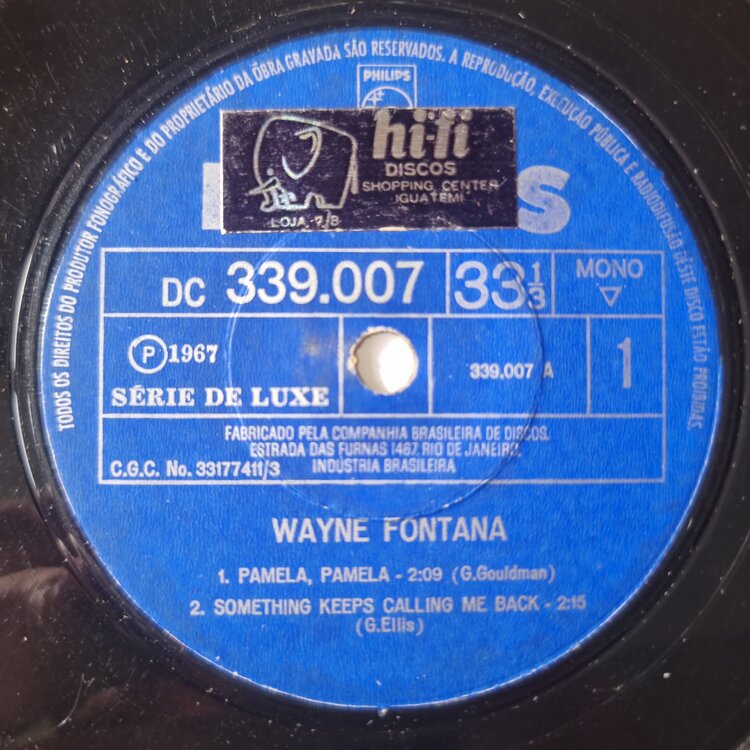 TODOS OS DIREITOS DO PRODUTOR FONOGRÁFICO E DO PROPRIETÁRIO DA ÔBRA GRAVADA SÃO RESERVADOS. A REPRODUÇÃO, EXECUÇÃO PÚBLICA E RADIODIFUSÃO DÊSTE DISCO ESTÃO PROIBIDAS.
PHILIPS
hi-fi
DISCOS
SHOPPING CENTER
IGUATEMI
LOJA 7/B
S
DC 339.007
33 1/3
MONO
℗ 1967
SÉRIE DE LUXE
339.007 A
1
FABRICADO PELA COMPANHIA BRASILEIRA DE DISCOS.
ESTRADA DAS FURNAS 1467, RIO DE JANEIRO.
C.G.C. No. 33177411/3 INDÚSTRIA BRASILEIRA
WAYNE FONTANA
1. PAMELA, PAMELA - 2:09 (G.Gouldman)
2. SOMETHING KEEPS CALLING ME BACK - 2:15
(G.Ellis)